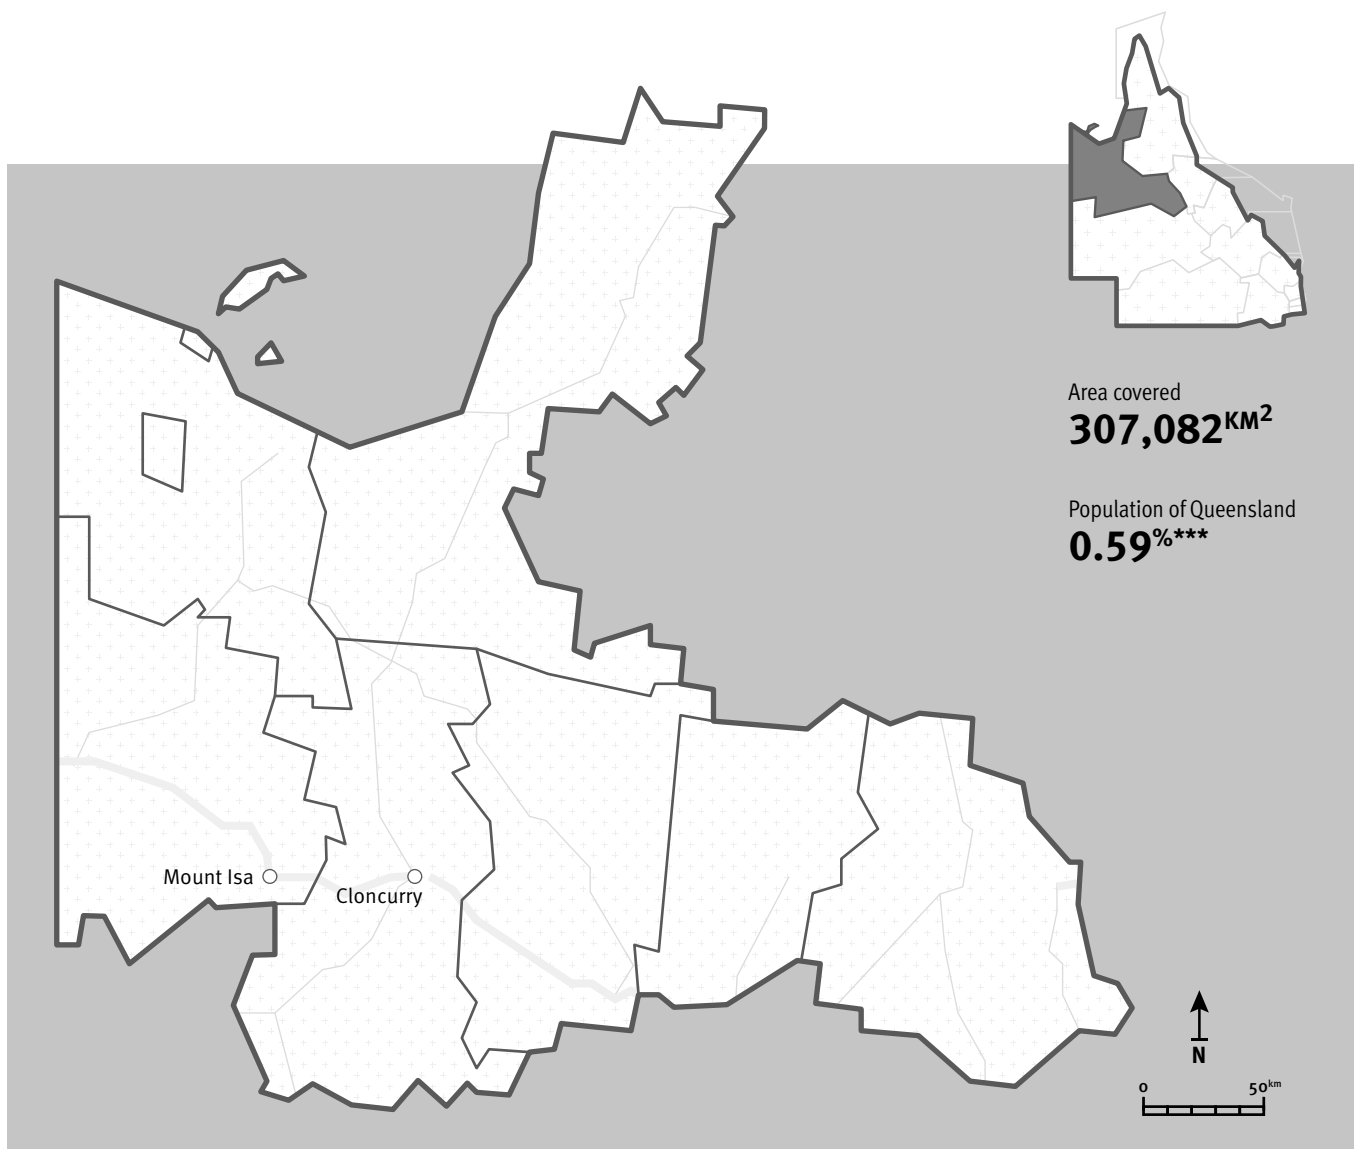 Area covered
307,082KM2
Population of Queensland
0.59%***
Mount Isa
Cloncurry
N
0 50km